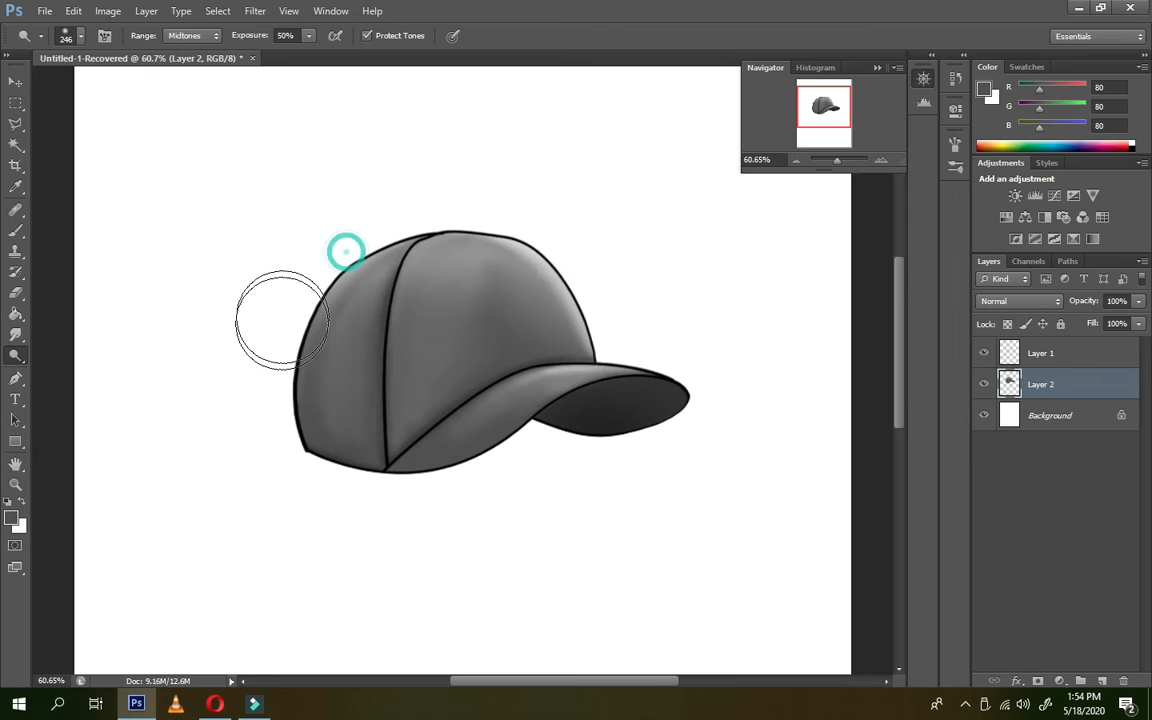 Ps File Edit Image Layer Type Select Filter View Window Help
246 Range: Midtones Exposure: 50% Protect Tones Essentials
Untitled-1-Recovered @ 60.7% (Layer 2, RGB/8) *
Navigator Histogram
60.65%
Color Swatches
R 80
G 80
B 80
Adjustments Styles
Add an adjustment
Layers Channels Paths
Kind
Normal Opacity: 100%
Lock: Fill: 100%
Layer 1
Layer 2
Background
60.65% Doc: 9.16M/12.6M
Ps
1:54 PM
5/18/2020
2